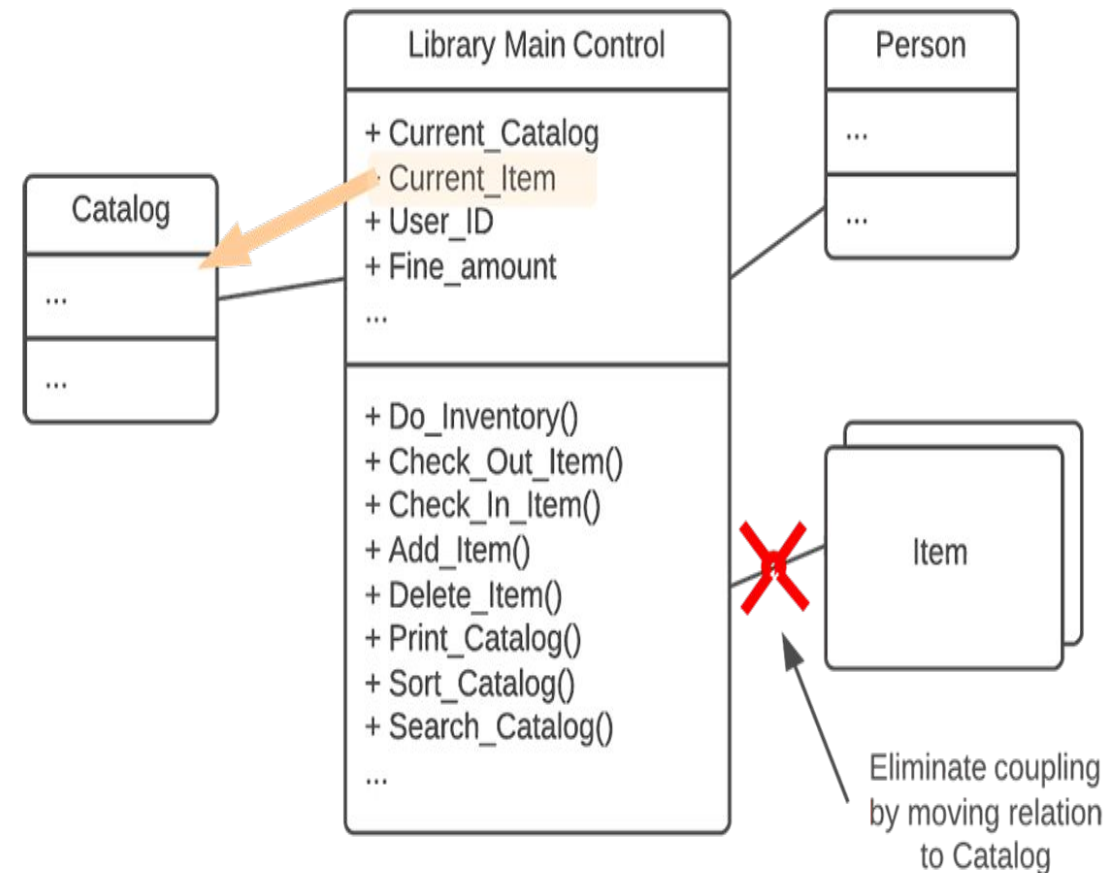 Library Main Control
+ Current_Catalog
Current_Item
+ User_ID
+ Fine_amount
...
+ Do_Inventory()
+ Check_Out_Item()
+ Check_In_Item()
+ Add_Item()
+ Delete_Item()
+ Print_Catalog()
+ Sort_Catalog()
+ Search_Catalog()
...
Catalog
...
...
Person
...
...
Item
Eliminate coupling
by moving relation
to Catalog